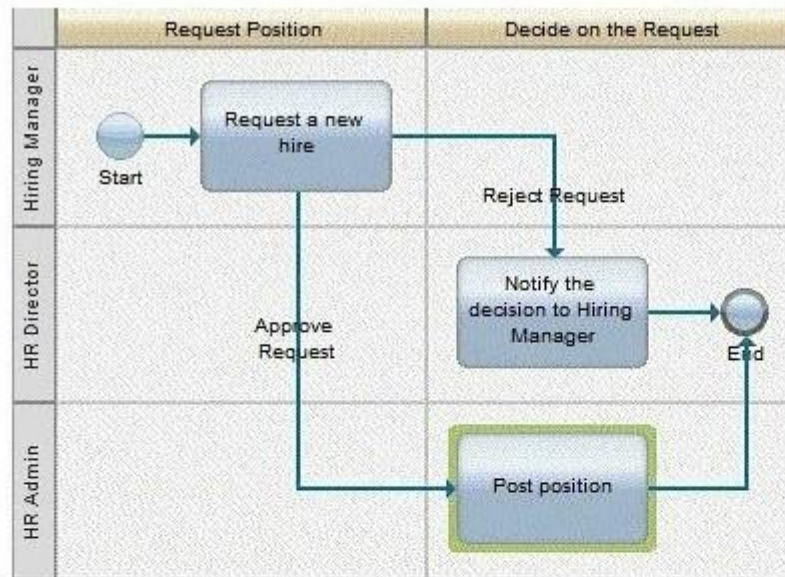 Request Position
Decide on the Request
Hiring Manager
Request a new
hire
Start
Reject Request
HR Director
Notify the
decision to Hiring
Manager
End
Approve
Request
HR Admin
Post position